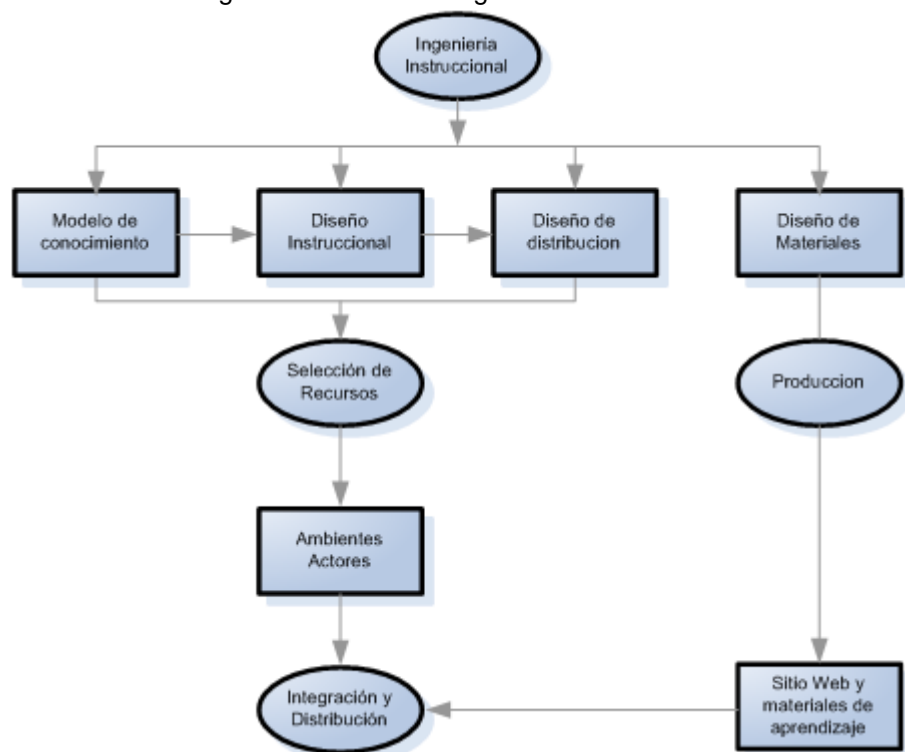 Ingeniería
Instruccional
Modelo de
conocimiento
Diseño
Instruccional
Diseño de
distribucion
Diseño de
Materiales
Selección de
Recursos
Produccion
Ambientes
Actores
Integración y
Distribución
Sitio Web y
materiales de
aprendizaje